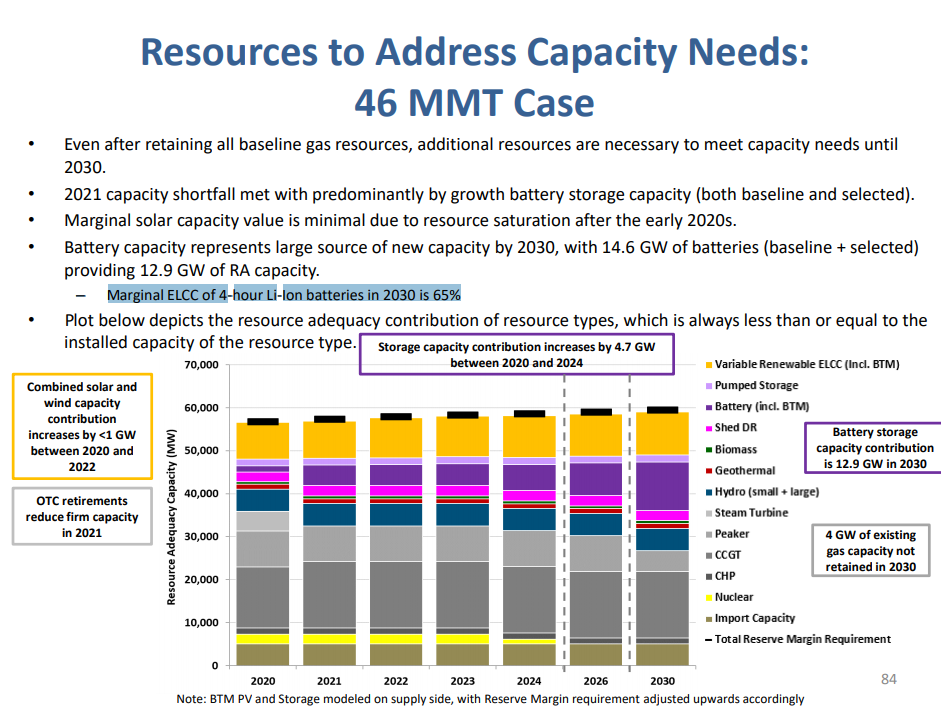 Resources to Address Capacity Needs:
46 MMT Case
• Even after retaining all baseline gas resources, additional resources are necessary to meet capacity needs until
2030.
• 2021 capacity shortfall met with predominantly by growth battery storage capacity (both baseline and selected).
• Marginal solar capacity value is minimal due to resource saturation after the early 2020s.
• Battery capacity represents large source of new capacity by 2030, with 14.6 GW of batteries (baseline + selected)
providing 12.9 GW of RA capacity.
– Marginal ELCC of 4-hour Li-Ion batteries in 2030 is 65%
• Plot below depicts the resource adequacy contribution of resource types, which is always less than or equal to the
installed capacity of the resource type.
Storage capacity contribution increases by 4.7 GW
between 2020 and 2024
Combined solar and
wind capacity
contribution
increases by <1 GW
between 2020 and
2022
OTC retirements
reduce firm capacity
in 2021
Resource Adequacy Capacity (MW)
70,000
60,000
50,000
40,000
30,000
20,000
10,000
0
2020 2021 2022 2023 2024 2026 2030
Variable Renewable ELCC (Incl. BTM)
Pumped Storage
Battery (incl. BTM)
Shed DR
Biomass
Geothermal
Hydro (small + large)
Steam Turbine
Peaker
CCGT
CHP
Nuclear
Import Capacity
Total Reserve Margin Requirement
Battery storage
capacity contribution
is 12.9 GW in 2030
4 GW of existing
gas capacity not
retained in 2030
84
Note: BTM PV and Storage modeled on supply side, with Reserve Margin requirement adjusted upwards accordingly